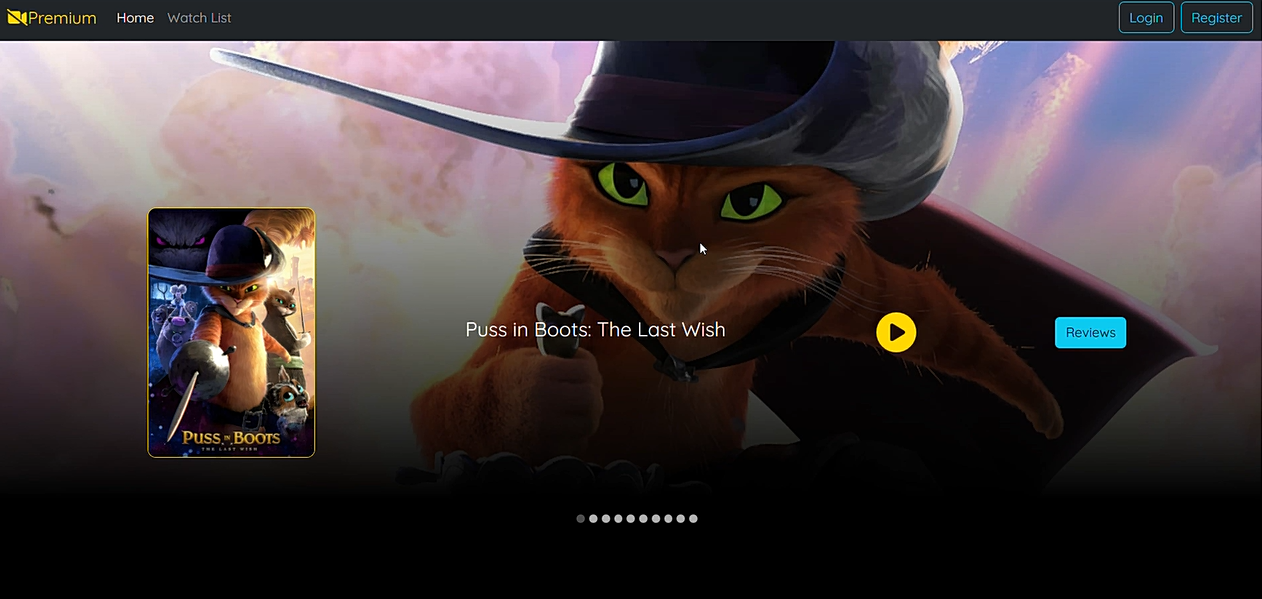 Premium Home Watch List Login Register
Puss in Boots: The Last Wish
Reviews
PUSS IN BOOTS
THE LAST WISH